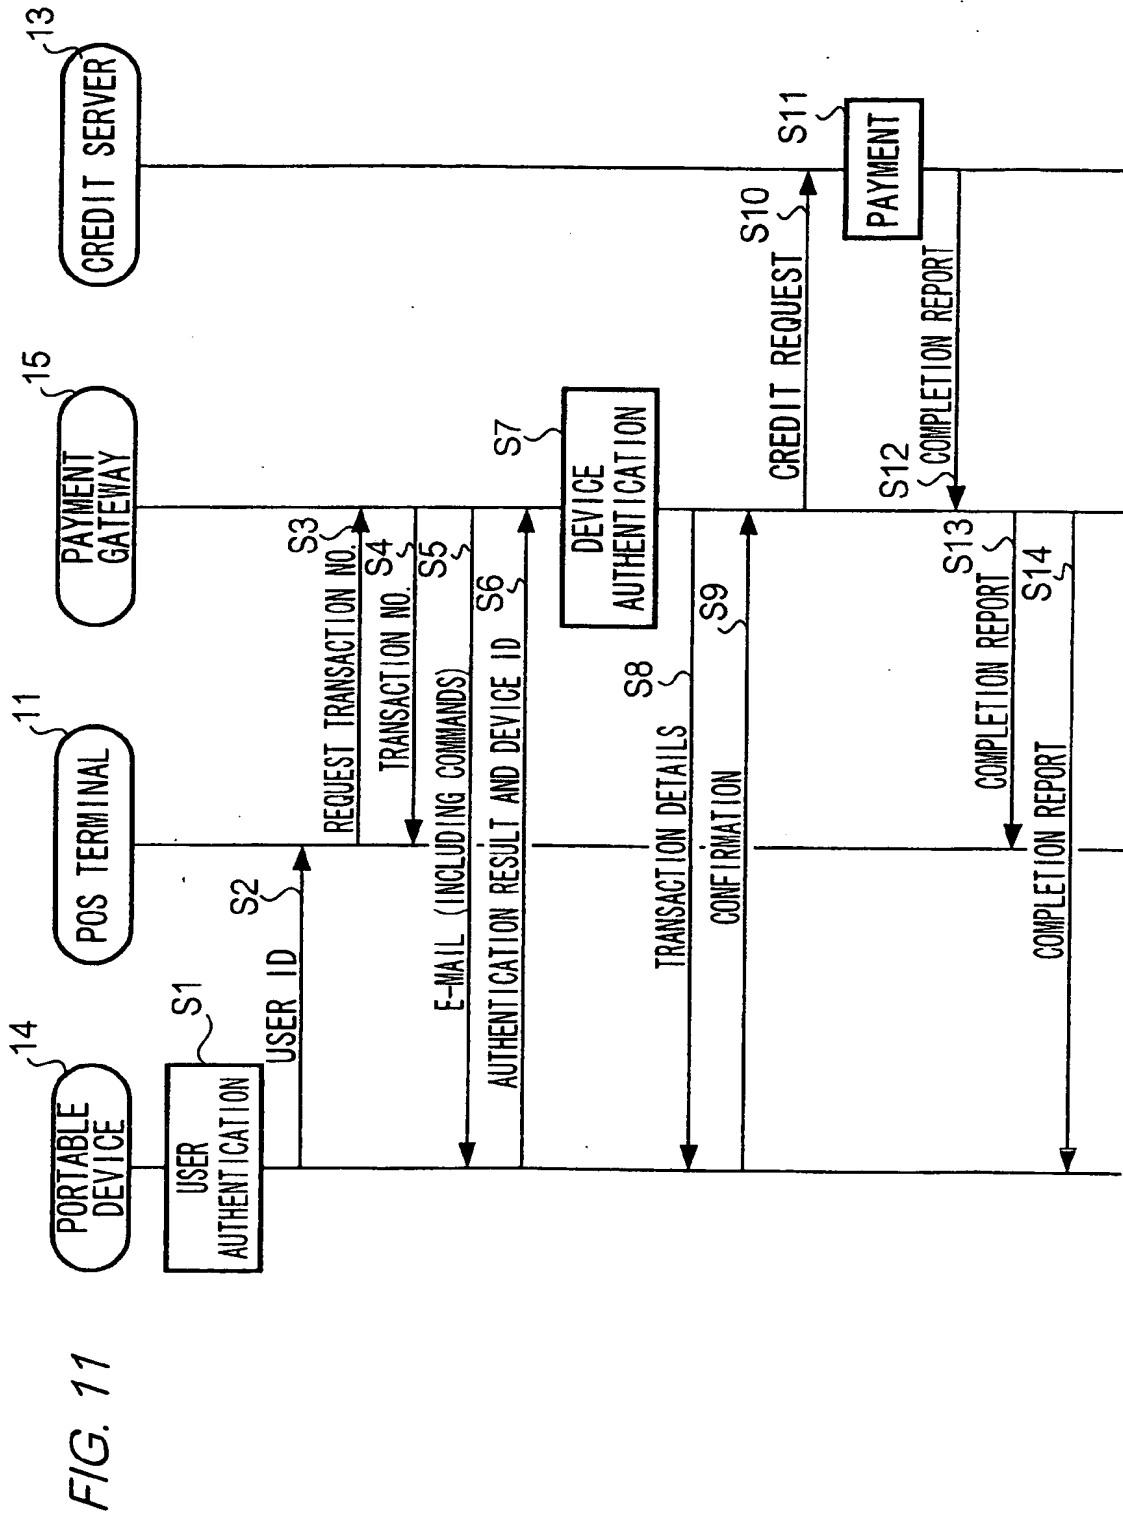 FIG. 11
14
PORTABLE
DEVICE
11
POS TERMINAL
15
PAYMENT
GATEWAY
13
CREDIT SERVER
S1
USER
AUTHENTICATION
USER ID
S2
REQUEST TRANSACTION NO.
S3
TRANSACTION NO.
S4
E-MAIL (INCLUDING COMMANDS)
S5
AUTHENTICATION RESULT AND DEVICE ID
S6
S7
DEVICE
AUTHENTICATION
TRANSACTION DETAILS
S8
CONFIRMATION
S9
CREDIT REQUEST
S10
S11
PAYMENT
S12
COMPLETION REPORT
COMPLETION REPORT
S13
COMPLETION REPORT
S14